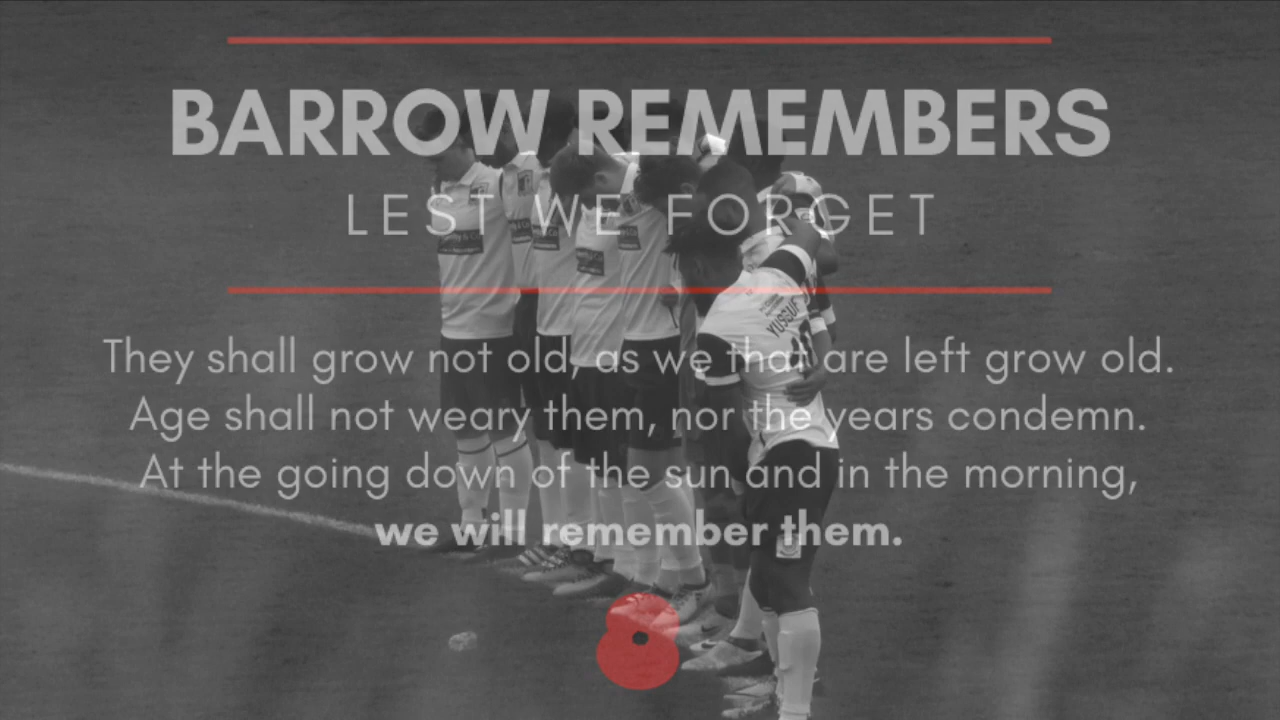 BARROW REMEMBERS
LEST WE FORGET
YUSSUF
They shall grow not old, as we that are left grow old.
Age shall not weary them, nor the years condemn.
At the going down of the sun and in the morning,
we will remember them.